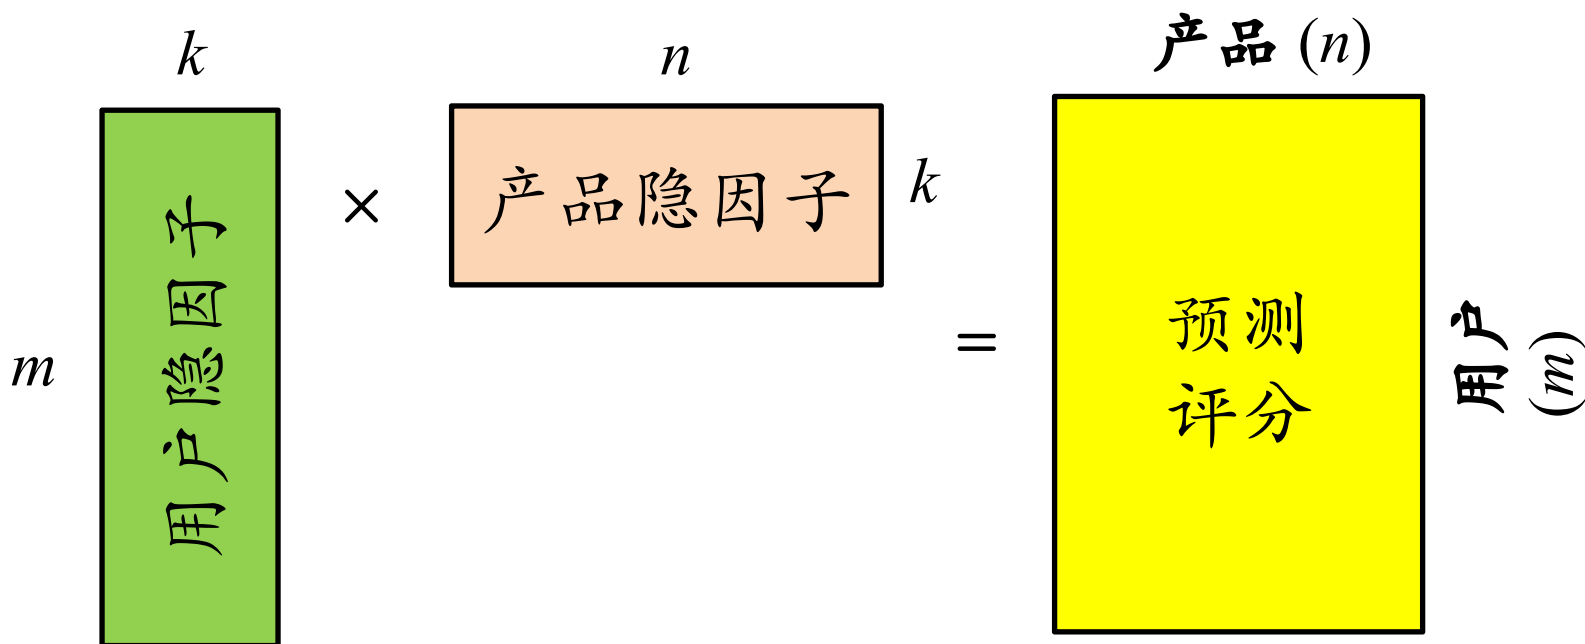 k
m
用户隐因子
×
n
产品隐因子
k
=
产品 (n)
预测
评分
用户
(m)